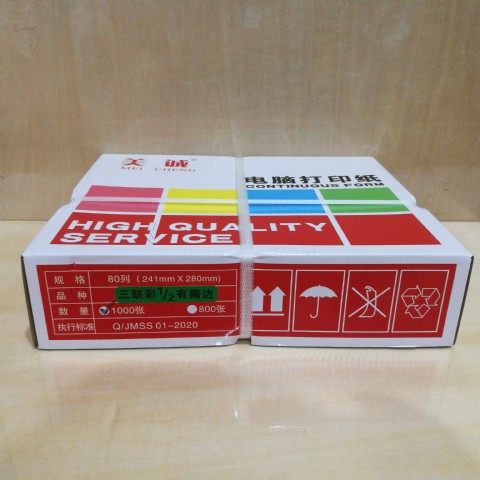 美诚®
MEI CHENG
电脑打印纸
CONTINUOUS FORM
HIGH QUALITY
SERVICE
规格 80列(241mm X 280mm)
品种 三联彩1/2有撕边
数量 1000张 800张
执行标准 Q/JMSS 01-2020